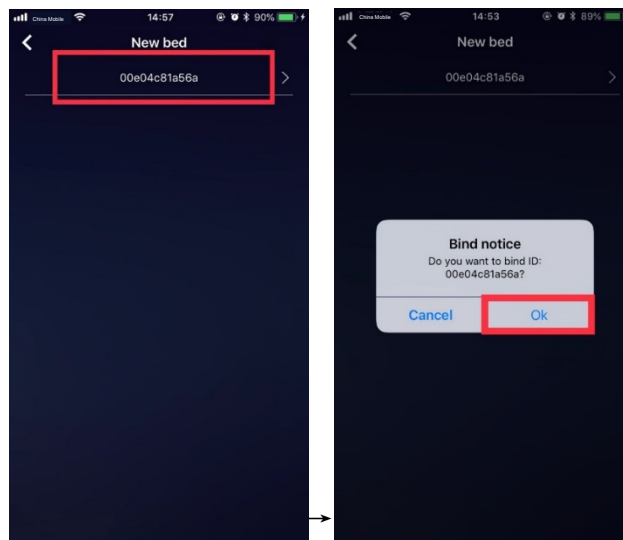 China Mobile 14:57 90%
New bed
00e04c81a56a
China Mobile 14:53 89%
New bed
00e04c81a56a
Bind notice
Do you want to bind ID:
00e04c81a56a?
Cancel Ok